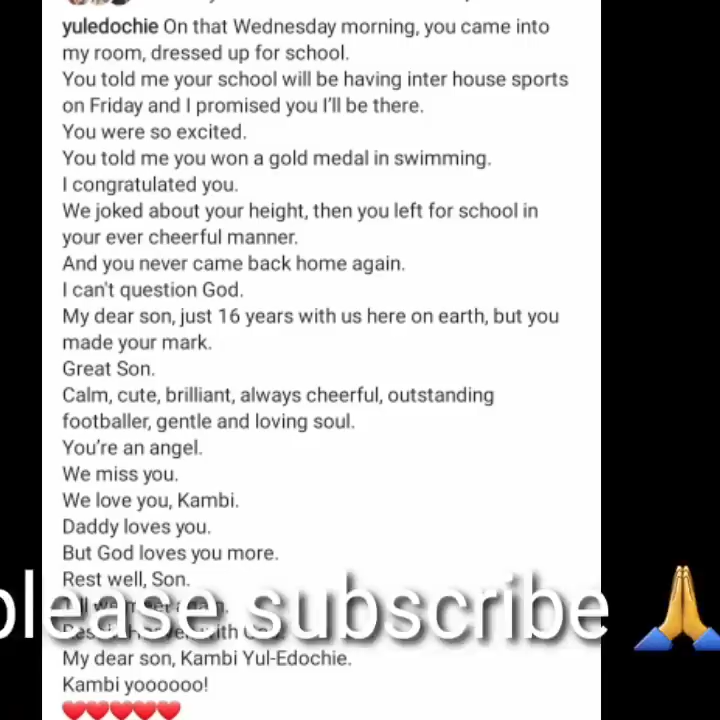 yuledochie On that Wednesday morning, you came into
my room, dressed up for school.
You told me your school will be having inter house sports
on Friday and I promised you I'll be there.
You were so excited.
You told me you won a gold medal in swimming.
I congratulated you.
We joked about your height, then you left for school in
your ever cheerful manner.
And you never came back home again.
I can't question God.
My dear son, just 16 years with us here on earth, but you
made your mark.
Great Son.
Calm, cute, brilliant, always cheerful, outstanding
footballer, gentle and loving soul.
You're an angel.
We miss you.
We love you, Kambi.
Daddy loves you.
But God loves you more.
Rest well, Son.
please subscribe 🙏
My dear son, Kambi Yul-Edochie.
Kambi yoooooo!
❤️❤️❤️❤️❤️